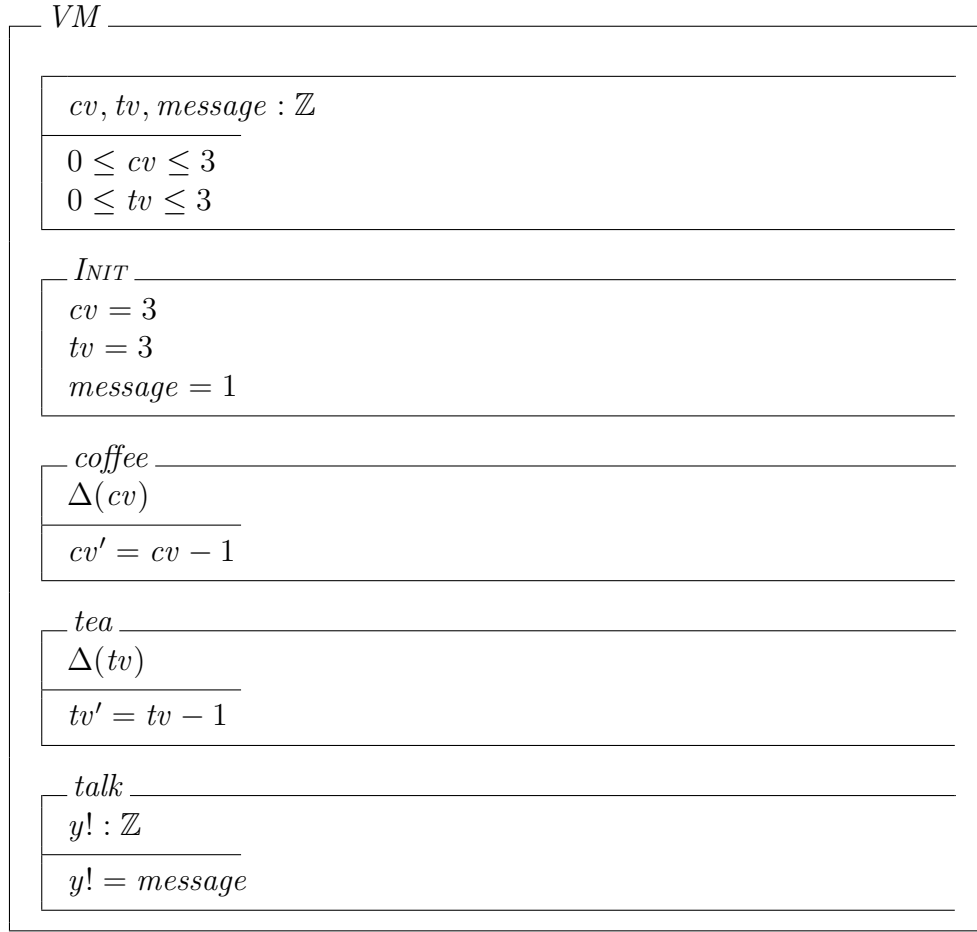 VM
cv, tv, message : ℤ
0 ≤ cv ≤ 3
0 ≤ tv ≤ 3
INIT
cv = 3
tv = 3
message = 1
coffee
Δ(cv)
cv′ = cv − 1
tea
Δ(tv)
tv′ = tv − 1
talk
y! : ℤ
y! = message